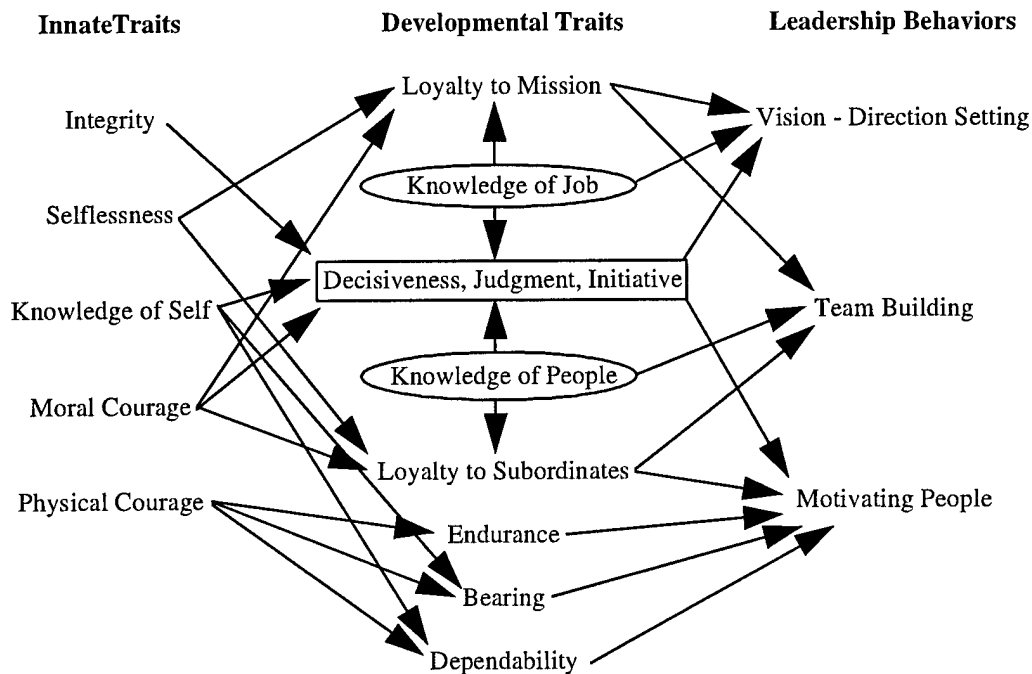 InnateTraits
Developmental Traits
Leadership Behaviors
Loyalty to Mission
Integrity
Vision - Direction Setting
Knowledge of Job
Selflessness
Decisiveness, Judgment, Initiative
Knowledge of Self
Team Building
Knowledge of People
Moral Courage
Loyalty to Subordinates
Physical Courage
Motivating People
Endurance
Bearing
Dependability